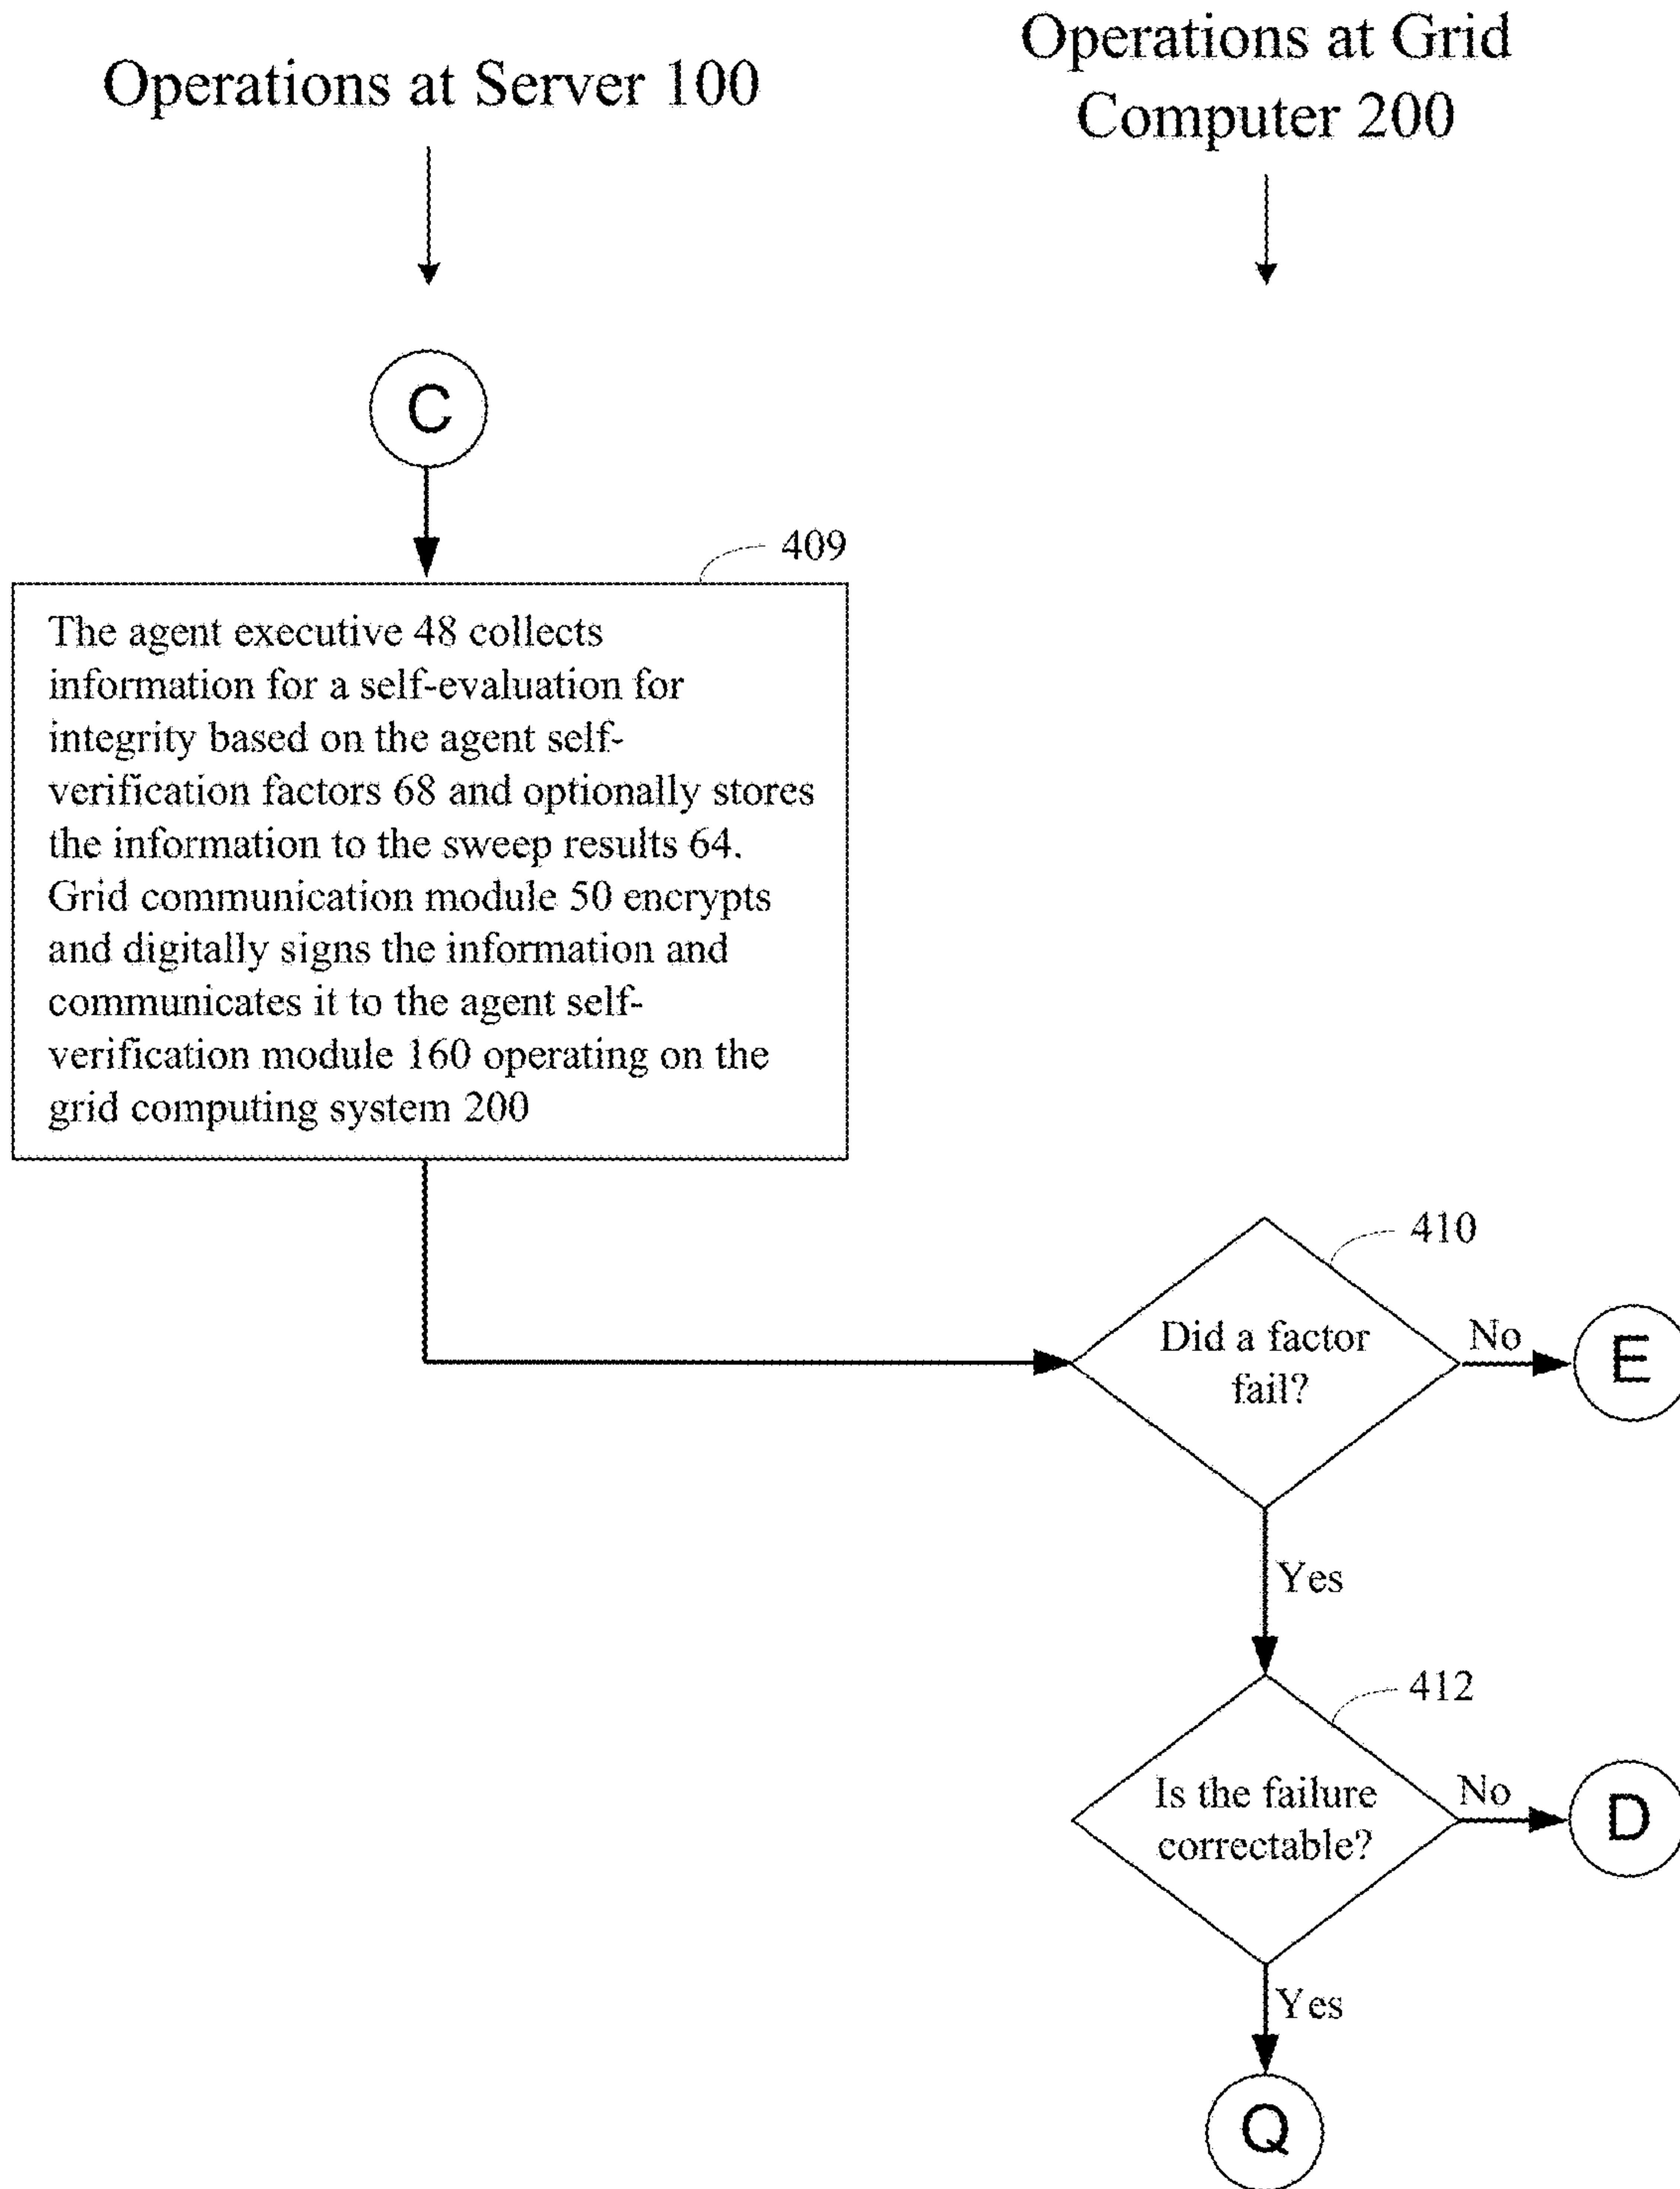 Operations at Server 100
Operations at Grid
Computer 200
C
409
The agent executive 48 collects
information for a self-evaluation for
integrity based on the agent self-
verification factors 68 and optionally stores
the information to the sweep results 64.
Grid communication module 50 encrypts
and digitally signs the information and
communicates it to the agent self-
verification module 160 operating on the
grid computing system 200
410
Did a factor
fail?
No
E
Yes
412
Is the failure
correctable?
No
D
Yes
Q